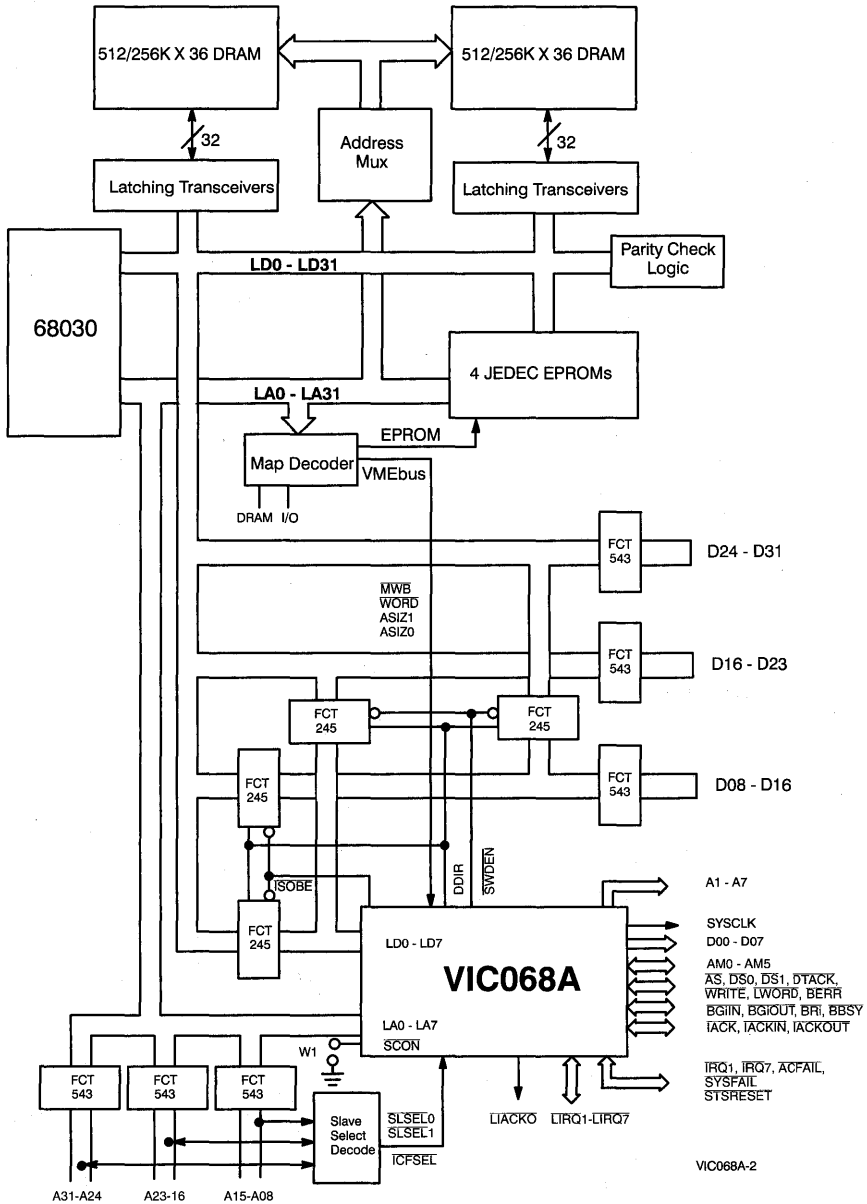 512/256K X 36 DRAM
512/256K X 36 DRAM
32
Address
Mux
32
Latching Transceivers
Latching Transceivers
LD0 - LD31
Parity Check
Logic
68030
4 JEDEC EPROMs
LA0 - LA31
EPROM
Map Decoder
VMEbus
DRAM I/O
FCT
543
D24 - D31
MWB
WORD
ASIZ1
ASIZ0
FCT
543
D16 - D23
FCT
245
FCT
245
FCT
245
FCT
543
D08 - D16
DDIR
SWDEN
ISOBE
A1 - A7
FCT
245
LD0 - LD7
SYSCLK
D00 - D07
VIC068A
AM0 - AM5
AS, DS0, DS1, DTACK,
WRITE, LWORD, BERR
BGiIN, BGiOUT, BRi, BBSY
IACK, IACKIN, IACKOUT
LA0 - LA7
SCON
W1
FCT
543
FCT
543
FCT
543
IRQ1, IRQ7, ACFAIL,
SYSFAIL
STSRESET
Slave
Select
Decode
SLSEL0
SLSEL1
ICFSEL
LIACKO
LIRQ1-LIRQ7
VIC068A-2
A31-A24
A23-16
A15-A08